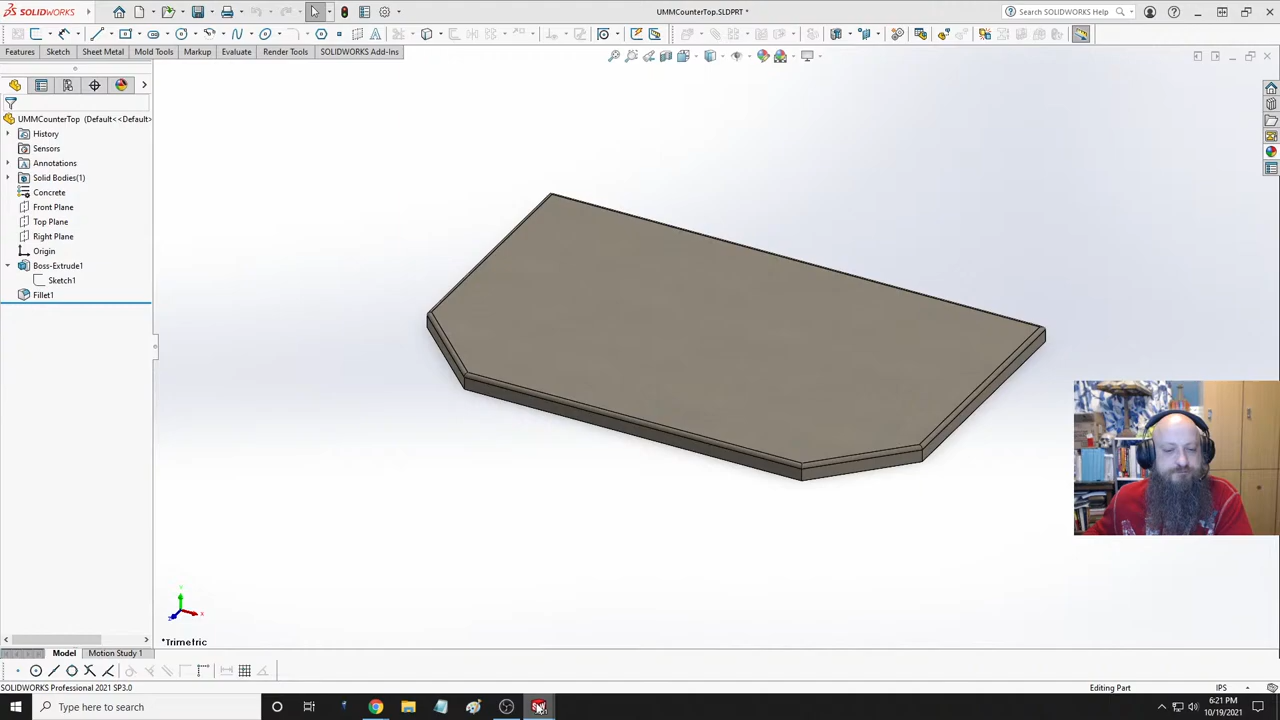 SOLIDWORKS
UMMCounterTop.SLDPRT *
Search SOLIDWORKS Help
Features
Sketch
Sheet Metal
Mold Tools
Markup
Evaluate
Render Tools
SOLIDWORKS Add-Ins
UMMCounterTop (Default<<Default>
History
Sensors
Annotations
Solid Bodies(1)
Concrete
Front Plane
Top Plane
Right Plane
Origin
Boss-Extrude1
Sketch1
Fillet1
*Trimetric
Model
Motion Study 1
SOLIDWORKS Professional 2021 SP3.0
Editing Part
IPS
Type here to search
6:21 PM
10/19/2021